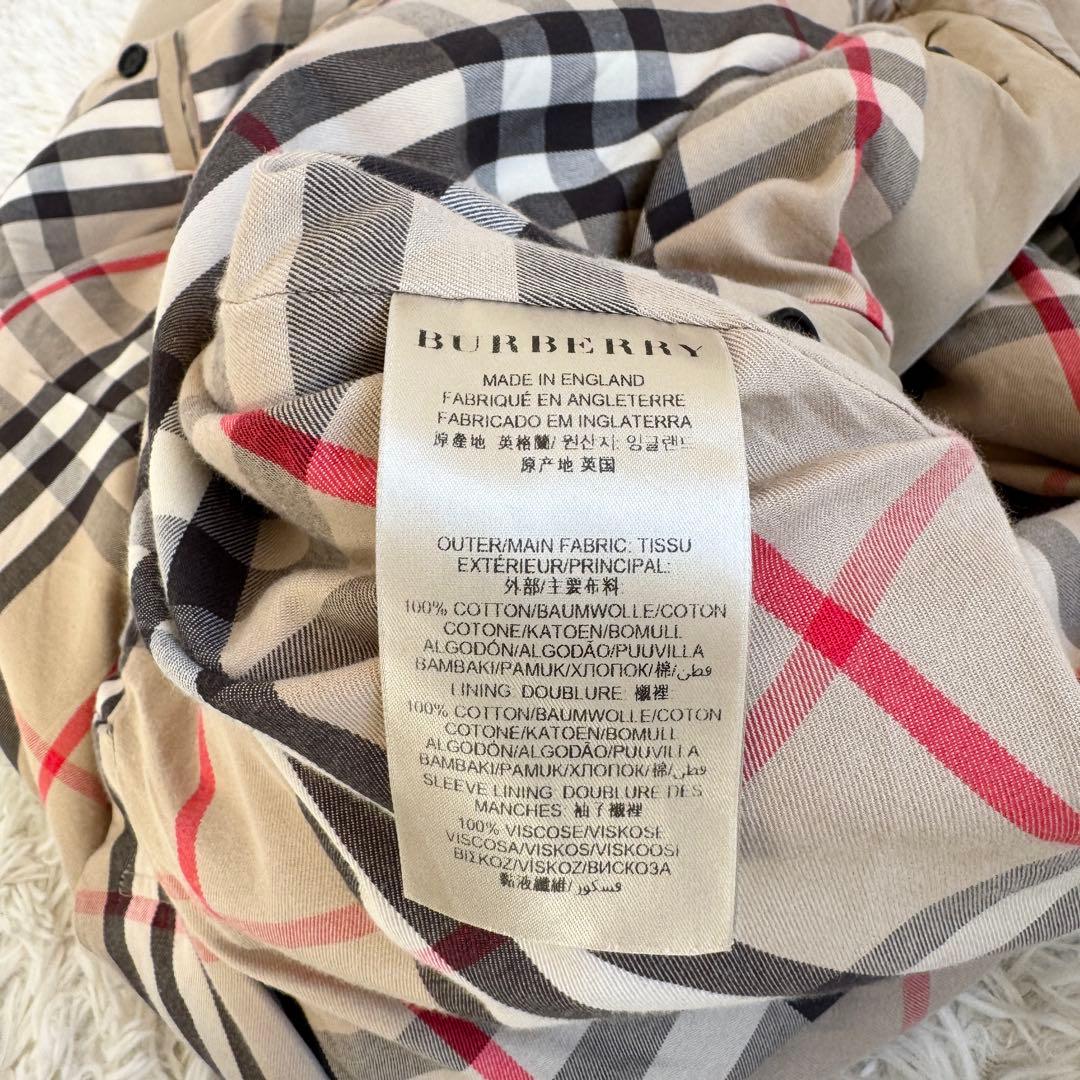 BURBERRY
MADE IN ENGLAND
FABRIQUÉ EN ANGLETERRE
FABRICADO EM INGLATERRA
原產地 英格蘭/ 원산지: 잉글랜드
原产地 英国
OUTER/MAIN FABRIC: TISSU
EXTÉRIEUR/PRINCIPAL:
外部/主要布料
100% COTTON/BAUMWOLLE/COTON
COTONE/KATOEN/BOMULL
ALGODÓN/ALGODÃO/PUUVILLA
BAMBAKI/PAMUK/ХЛОПОК/棉/قطن
LINING: DOUBLURE: 襯裡:
100% COTTON/BAUMWOLLE/COTON
COTONE/KATOEN/BOMULL
ALGODÓN/ALGODÃO/PUUVILLA
BAMBAKI/PAMUK/ХЛОПОК/棉/قطن
SLEEVE LINING: DOUBLURE DES
MANCHES: 袖子襯裡
100% VISCOSE/VISKOSE
VISCOSA/VISKOS/VISKOOSI
ΒΙΣΚΟΖ/VİSKOZ/ВИСКОЗА
黏液纖維/فسكوز